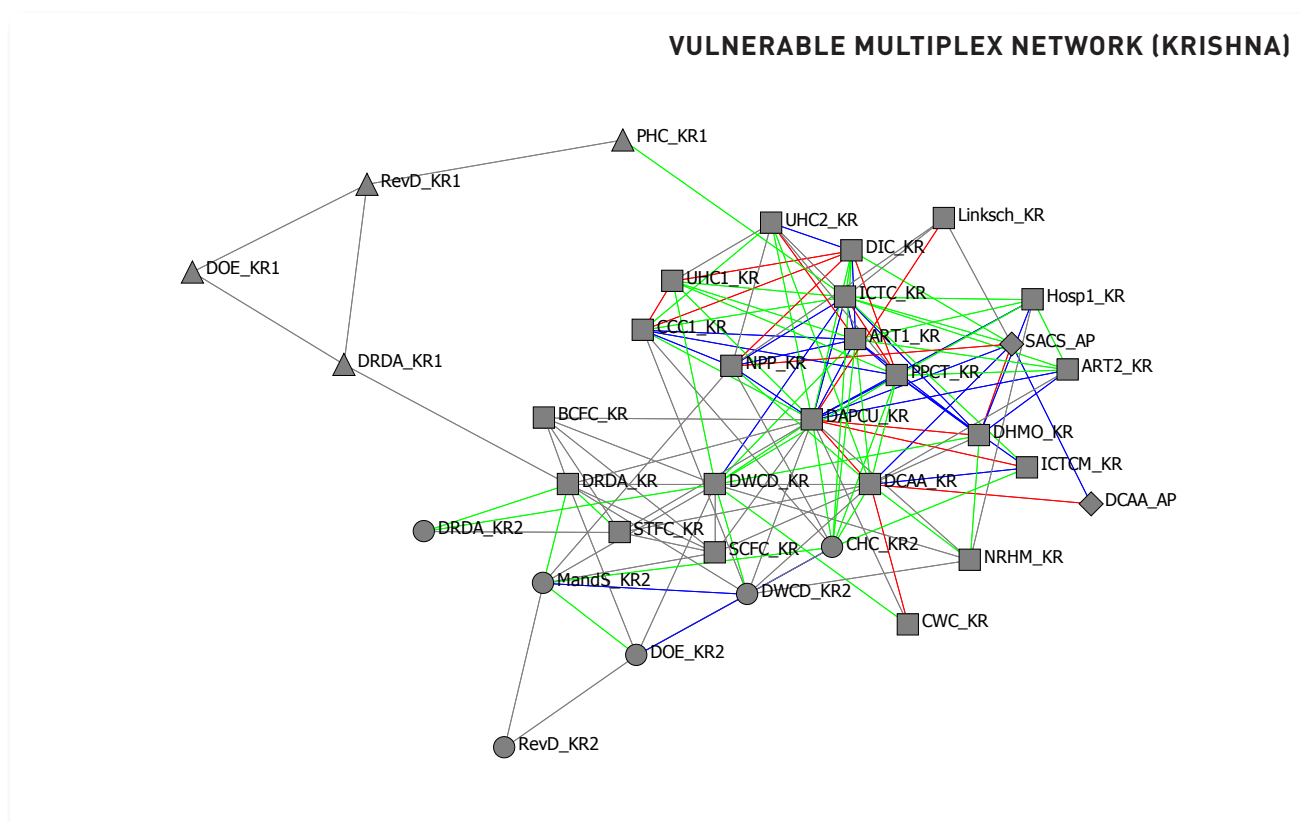 VULNERABLE MULTIPLEX NETWORK (KRISHNA)
PHC_KR1
RevD_KR1
UHC2_KR
Linksch_KR
DIC_KR
DOE_KR1
UHC1_KR
ICTC_KR
Hosp1_KR
CCC1_KR
ART1_KR
SACS_AP
DRDA_KR1
NPP_KR
PPCT_KR
ART2_KR
BCFC_KR
DAPCU_KR
DHMO_KR
ICTCM_KR
DRDA_KR
DWCD_KR
DCAA_KR
DCAA_AP
DRDA_KR2
STFC_KR
SCFC_KR
CHC_KR2
NRHM_KR
MandS_KR2
DWCD_KR2
CWC_KR
DOE_KR2
RevD_KR2